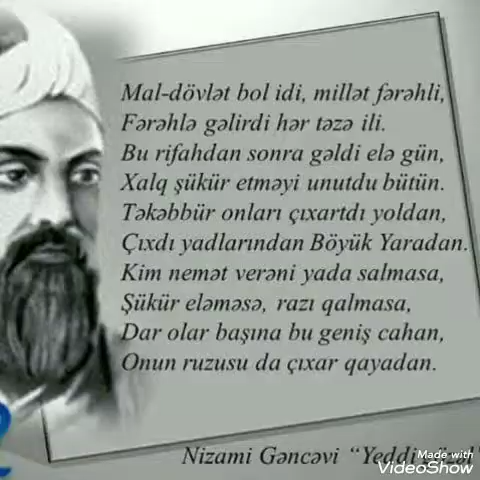 Mal-dövlət bol idi, millət fərəhli,
Fərəhlə gəlirdi hər təzə ili.
Bu rifahdan sonra gəldi elə gün,
Xalq şükür etməyi unutdu bütün.
Təkəbbür onları çıxartdı yoldan,
Çıxdı yadlarından Böyük Yaradan.
Kim nemət verəni yada salmasa,
Şükür eləməsə, razı qalmasa,
Dar olar başına bu geniş cahan,
Onun ruzusu da çıxar qayadan.
Nizami Gəncəvi “Yeddi
Made with
VideoShow